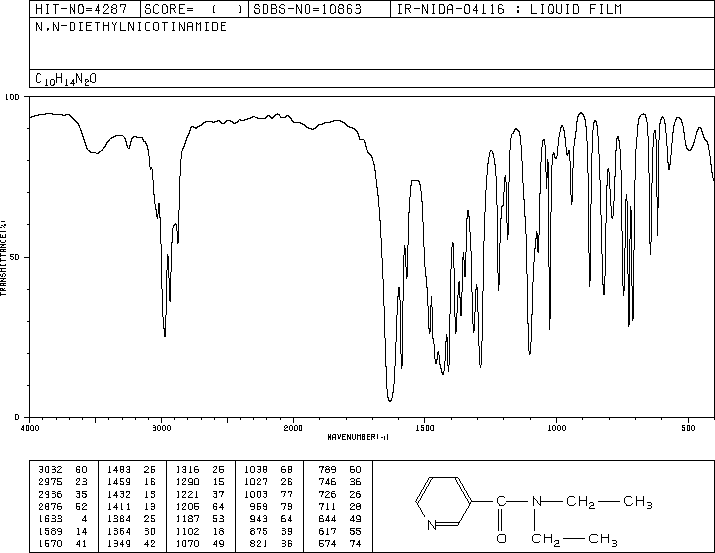 HIT-NO=4287 SCORE= ( ) SDBS-NO=10863 IR-NIDA-04116 : LIQUID FILM
N,N-DIETHYLNICOTINAMIDE
C10H14N2O
100
50
0
TRANSMITTANCE(%)
4000 3000 2000 1500 1000 500
WAVENUMBER(-1)
3032 60 1483 26 1316 26 1038 68 789 60
2975 23 1459 16 1290 15 1027 26 746 36
2936 35 1432 13 1221 37 1003 77 726 26
2876 52 1411 13 1205 64 959 79 711 28
1633 4 1384 25 1187 53 943 64 644 49
1589 14 1364 30 1102 18 875 39 617 55
1570 41 1349 42 1070 49 821 36 574 74
N
C
O
N
CH2
CH3
CH2
CH3